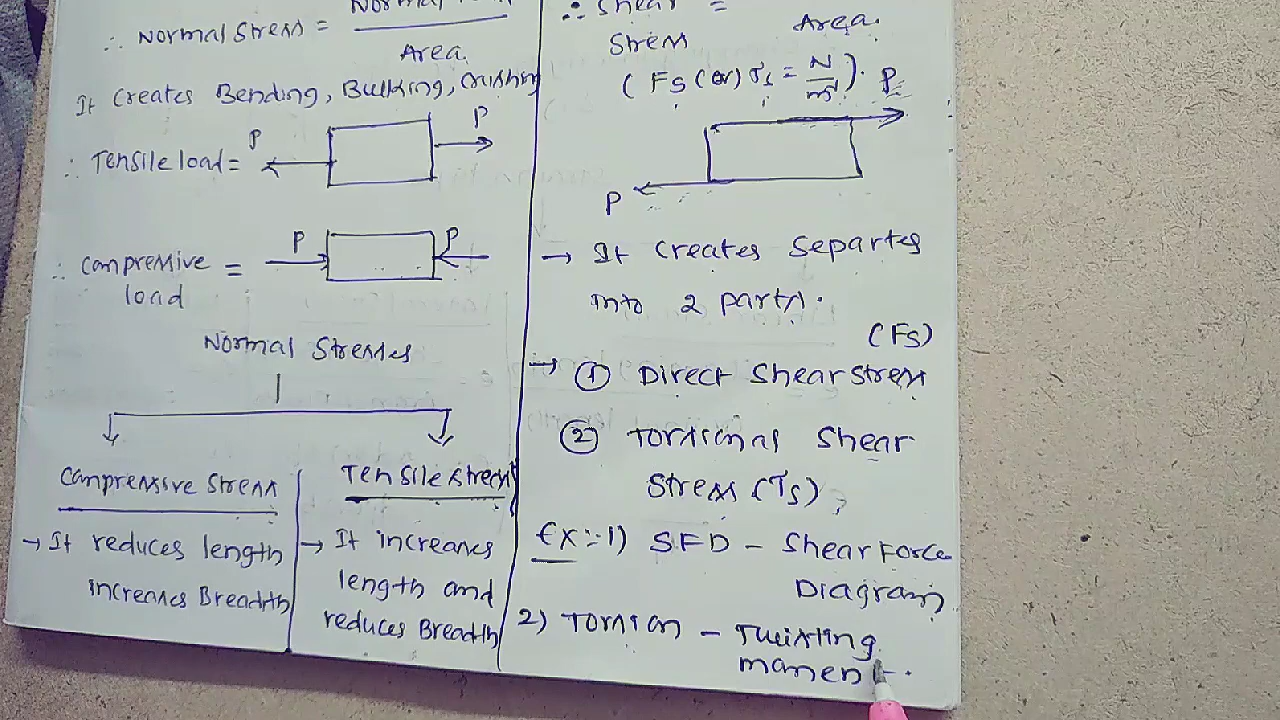 ∴ Normal Stress =
Area.
It creates Bending, Buckling, crushing
∴ Tensile load =
P
P
∴ compressive =
load
P
P
Normal Stresses
compressive Stress
→ It reduces length
increases Breadth
Tensile stress
→ It increases
length and
reduces Breadth
∴ Shear =
Stress
Area.
P
P
→ It creates Separtes
into 2 parts.
(Fs)
→ ① Direct Shear Stress
② Torsional Shear
Stress (τs)
Ex:-1) SFD - Shear Force
Diagram
2) Torsion - Twisting
moment.